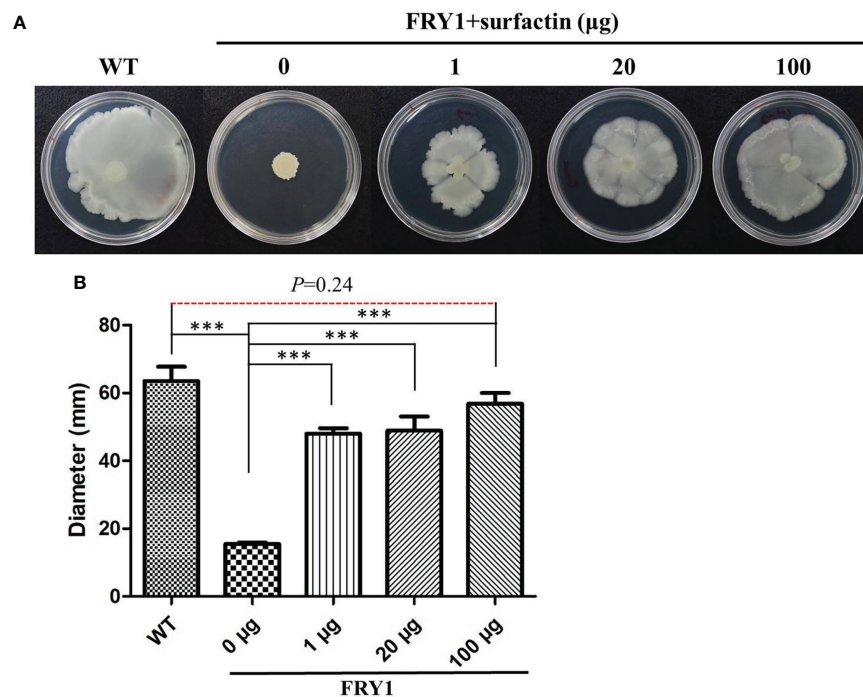 A
FRY1+surfactin (µg)
WT 0 1 20 100
B
P=0.24
***
***
***
***
80
60
40
20
0
Diameter (mm)
WT 0 µg 1 µg 20 µg 100 µg
FRY1